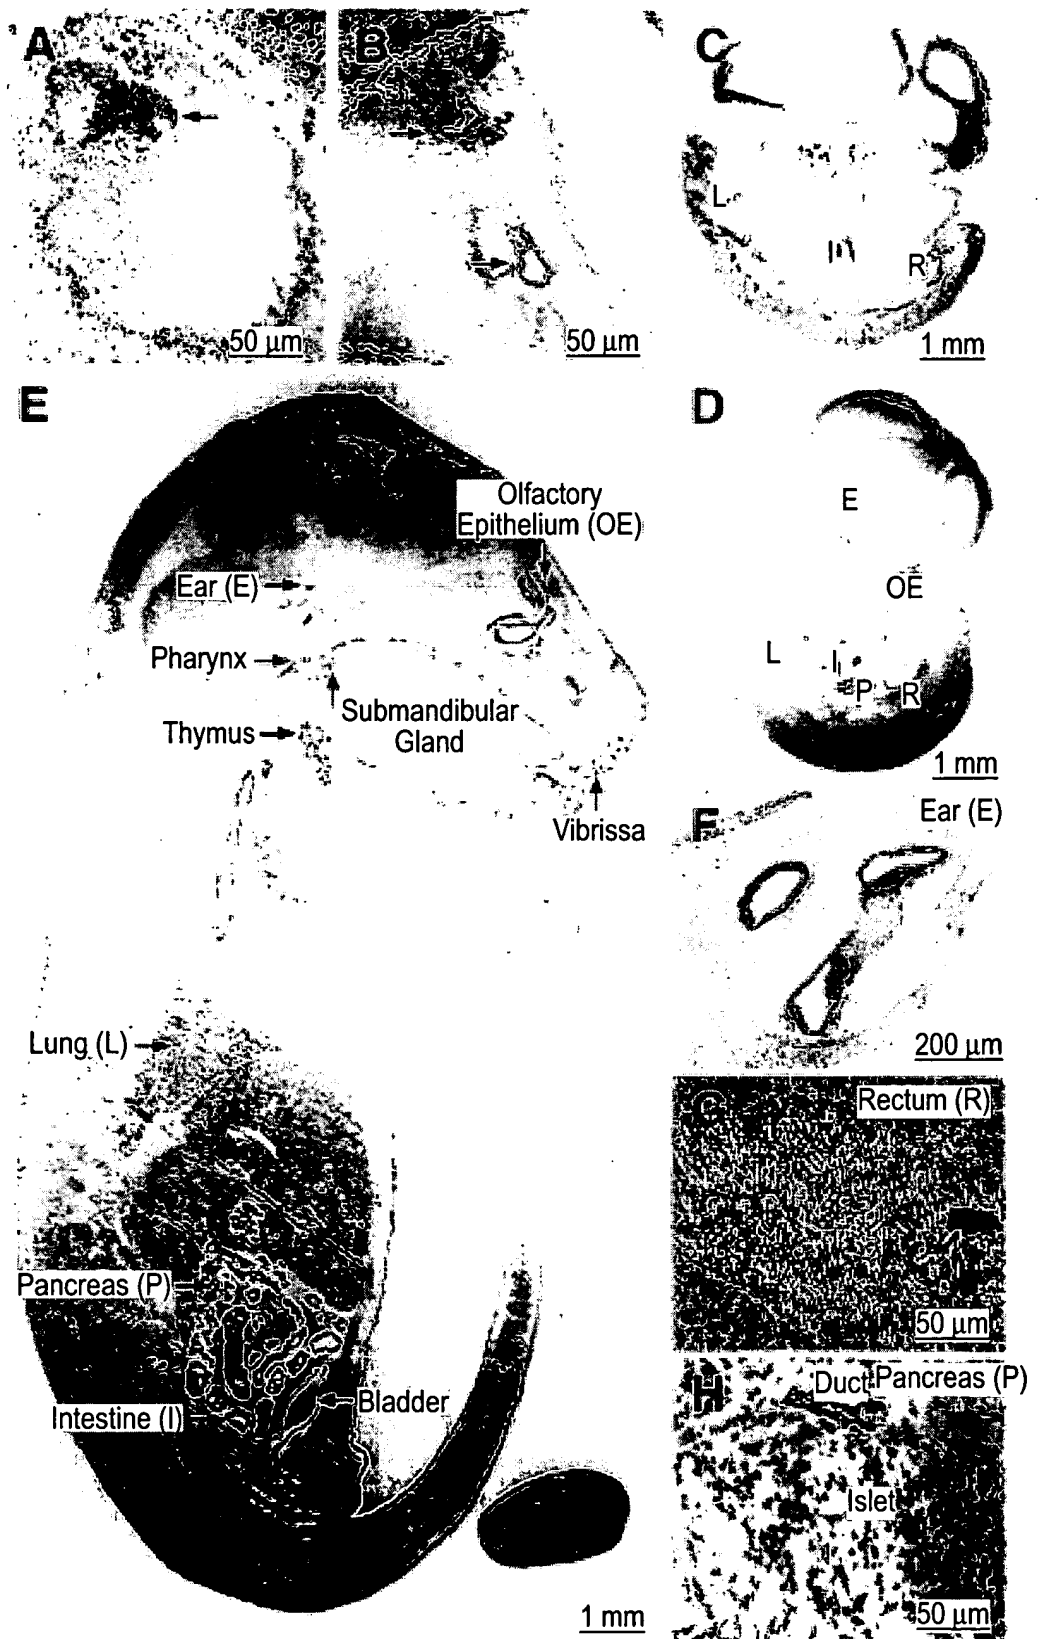 A
B
C
50 µm
50 µm
L
R
1 mm
E
D
Olfactory
Epithelium (OE)
Ear (E)
Pharynx
Submandibular
Gland
Thymus
Vibrissa
E
OE
L
I
P
R
1 mm
F
Ear (E)
200 µm
Lung (L)
G
Rectum (R)
50 µm
Pancreas (P)
Bladder
Intestine (I)
1 mm
H
Duct
Pancreas (P)
Islet
50 µm